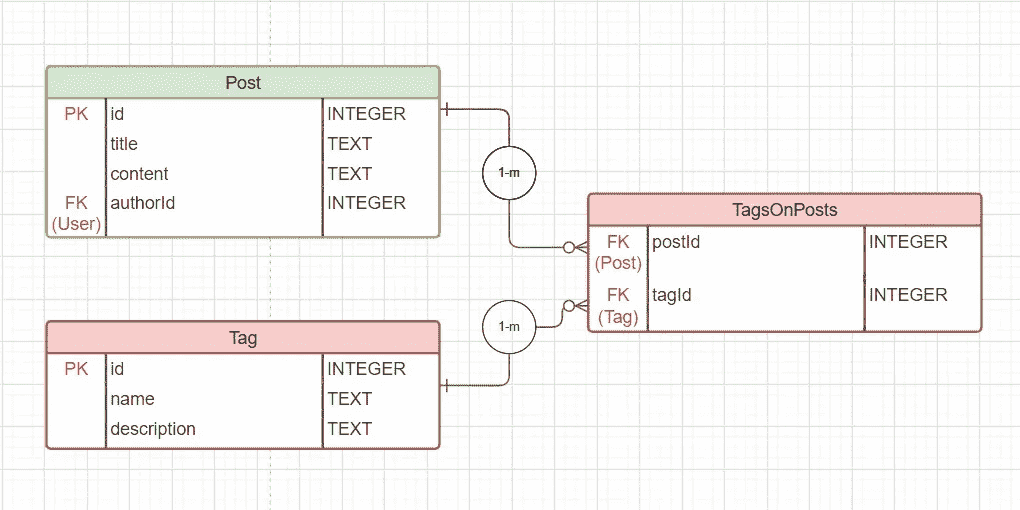 Post
PK id INTEGER
title TEXT
content TEXT
FK authorId INTEGER
(User)
1-m
TagsOnPosts
FK postId INTEGER
(Post)
FK tagId INTEGER
(Tag)
1-m
Tag
PK id INTEGER
name TEXT
description TEXT